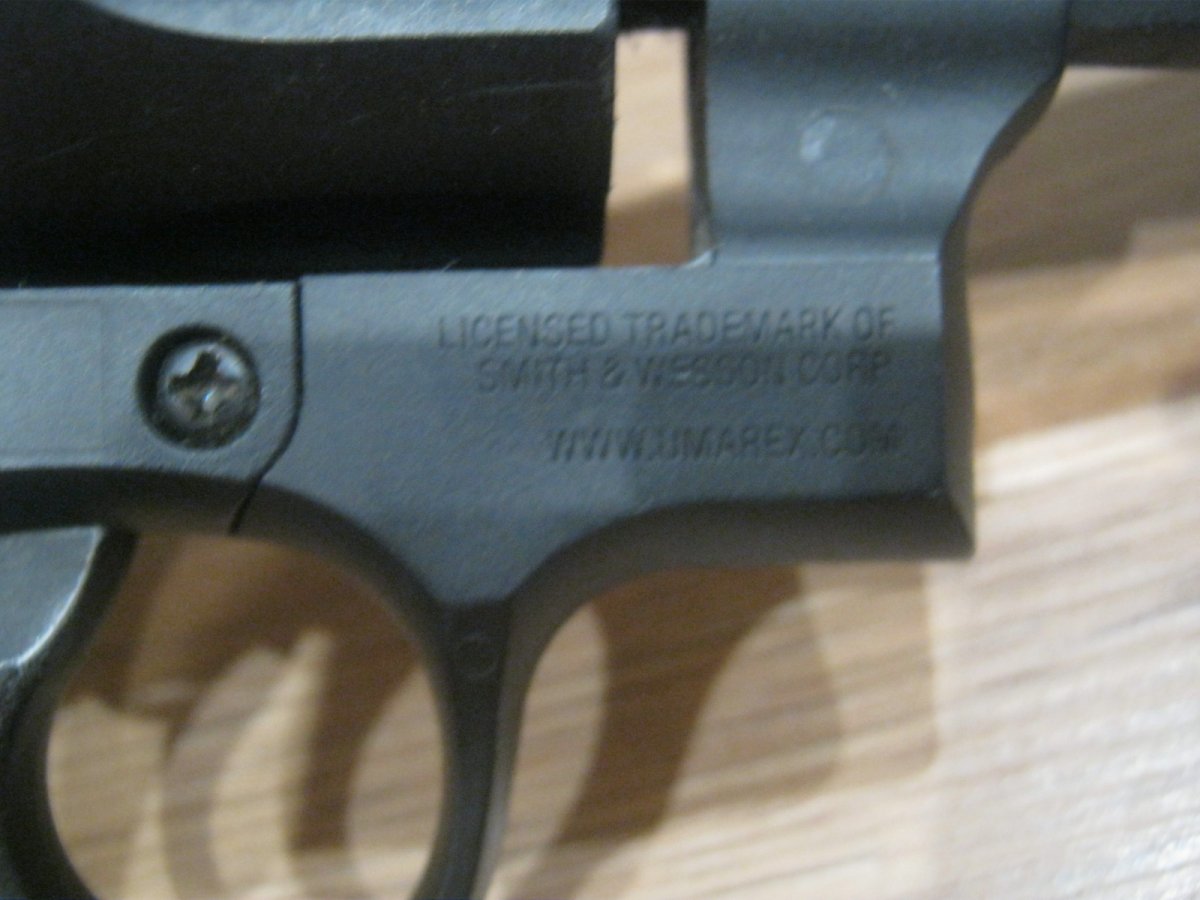 LICENSED TRADEMARK OF
SMITH & WESSON CORP
WWW.UMAREX.COM